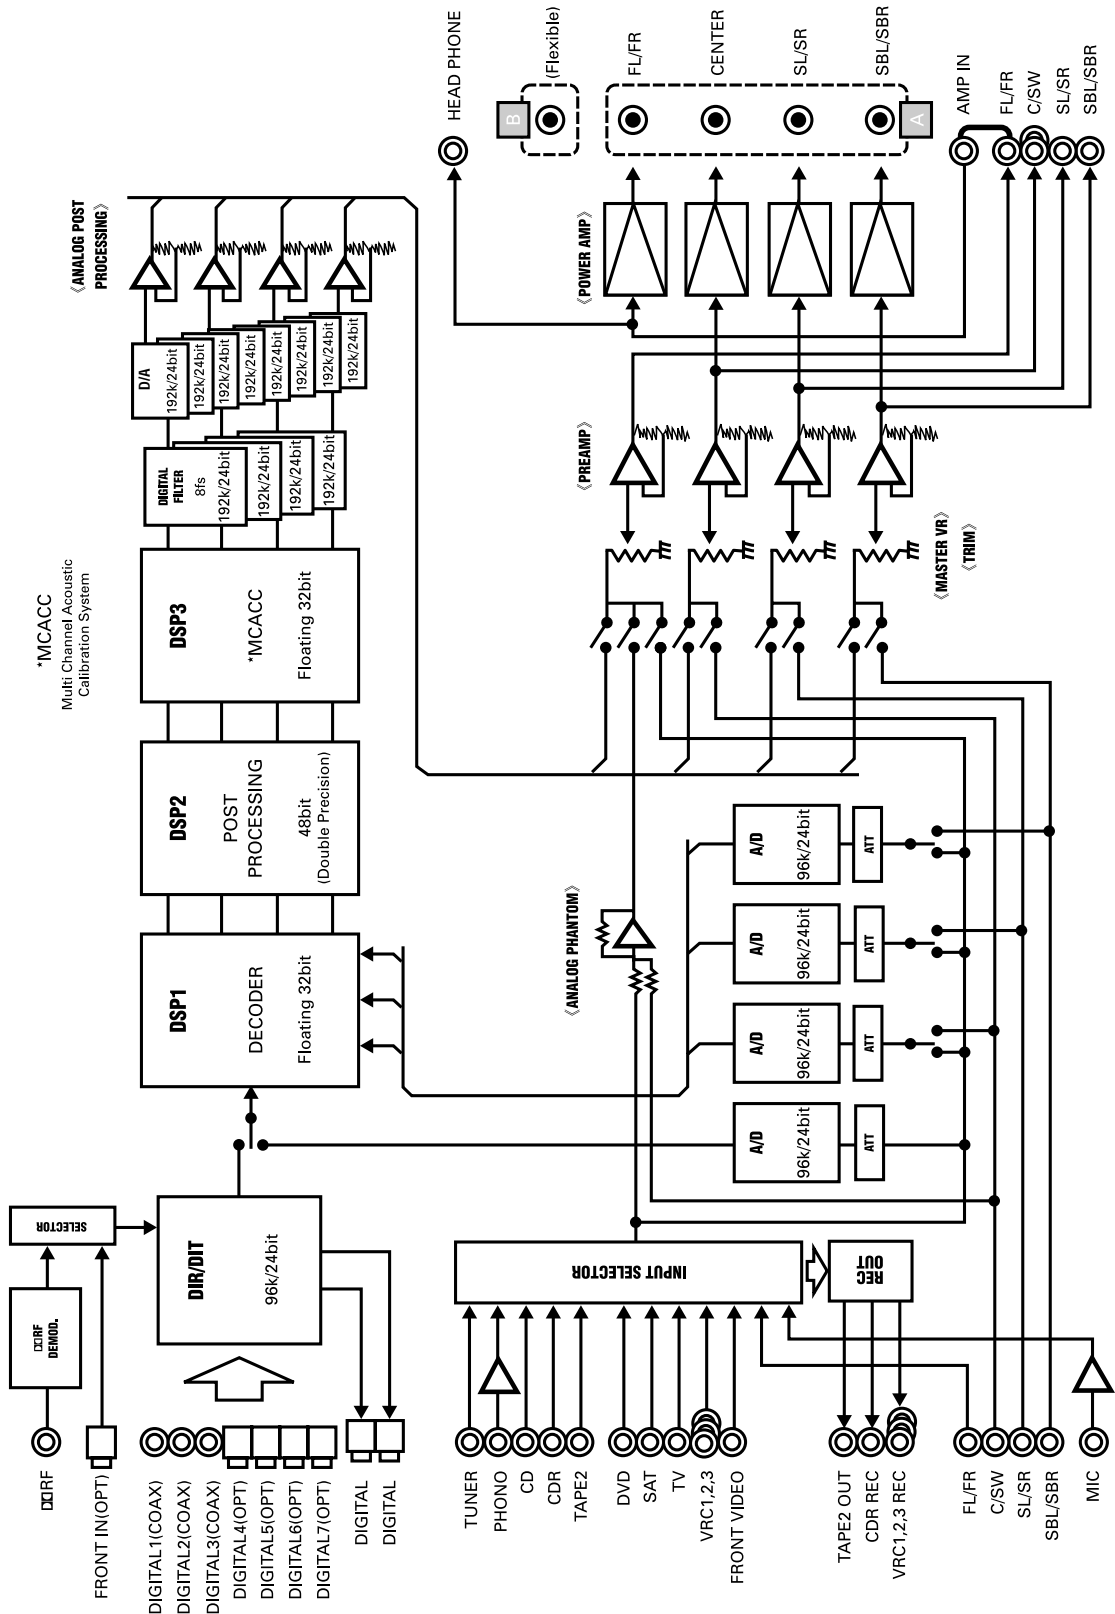 *MCACC
Multi Channel Acoustic
Calibration System
《ANALOG POST
PROCESSING》
□□RF
□□RF
DEMOD.
SELECTOR
FRONT IN(OPT)
DIGITAL1(COAX)
DIGITAL2(COAX)
DIGITAL3(COAX)
DIGITAL4(OPT)
DIGITAL5(OPT)
DIGITAL6(OPT)
DIGITAL7(OPT)
DIGITAL
DIGITAL
DIR/DIT
96k/24bit
DSP1
DECODER
Floating 32bit
DSP2
POST
PROCESSING
48bit
(Double Precision)
DSP3
*MCACC
Floating 32bit
DIGITAL
FILTER
8fs
192k/24bit
192k/24bit
192k/24bit
192k/24bit
D/A
192k/24bit
192k/24bit
192k/24bit
192k/24bit
192k/24bit
192k/24bit
192k/24bit
192k/24bit
TUNER
PHONO
CD
CDR
TAPE2
DVD
SAT
TV
VRC1,2,3
FRONT VIDEO
INPUT SELECTOR
REC
OUT
TAPE2 OUT
CDR REC
VRC1,2,3 REC
FL/FR
C/SW
SL/SR
SBL/SBR
MIC
《ANALOG PHANTOM》
A/D
96k/24bit
ATT
A/D
96k/24bit
ATT
A/D
96k/24bit
ATT
A/D
96k/24bit
ATT
《MASTER VR》
《TRIM》
《PREAMP》
《POWER AMP》
HEAD PHONE
B
(Flexible)
FL/FR
CENTER
SL/SR
SBL/SBR
A
AMP IN
FL/FR
C/SW
SL/SR
SBL/SBR